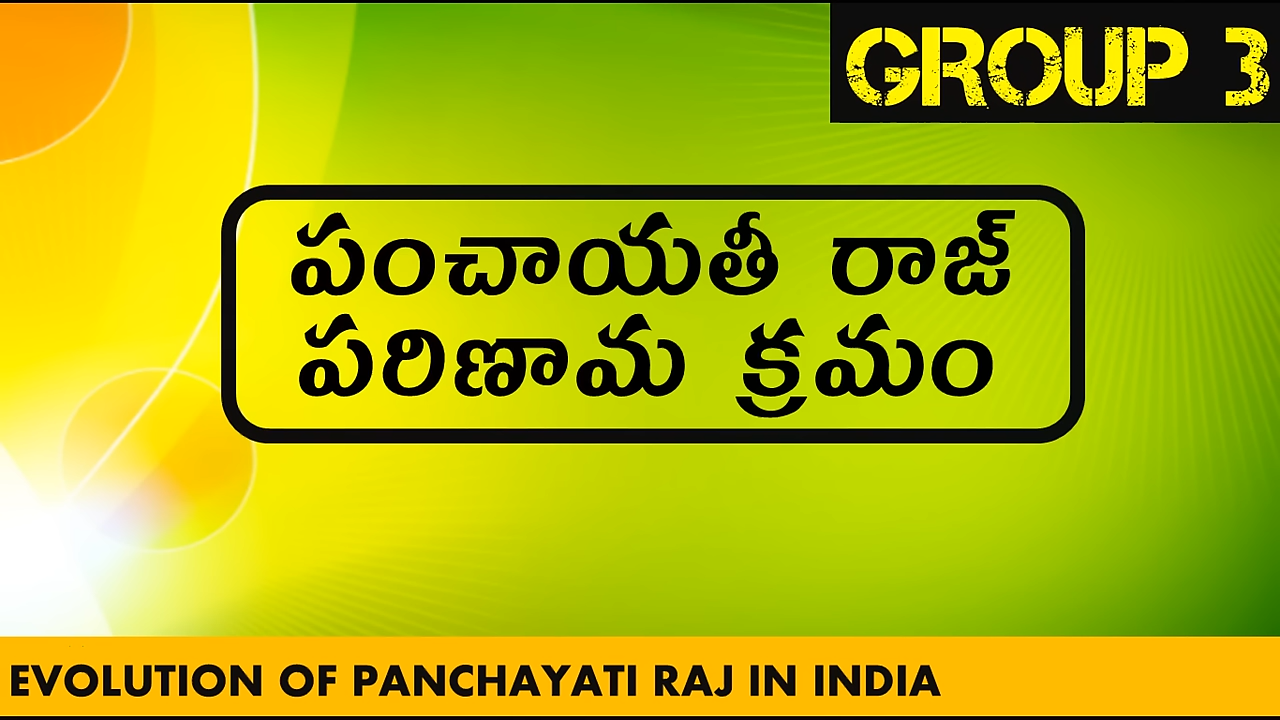 GROUP 3
పంచాయతీ రాజ్
పరిణామ క్రమం
EVOLUTION OF PANCHAYATI RAJ IN INDIA